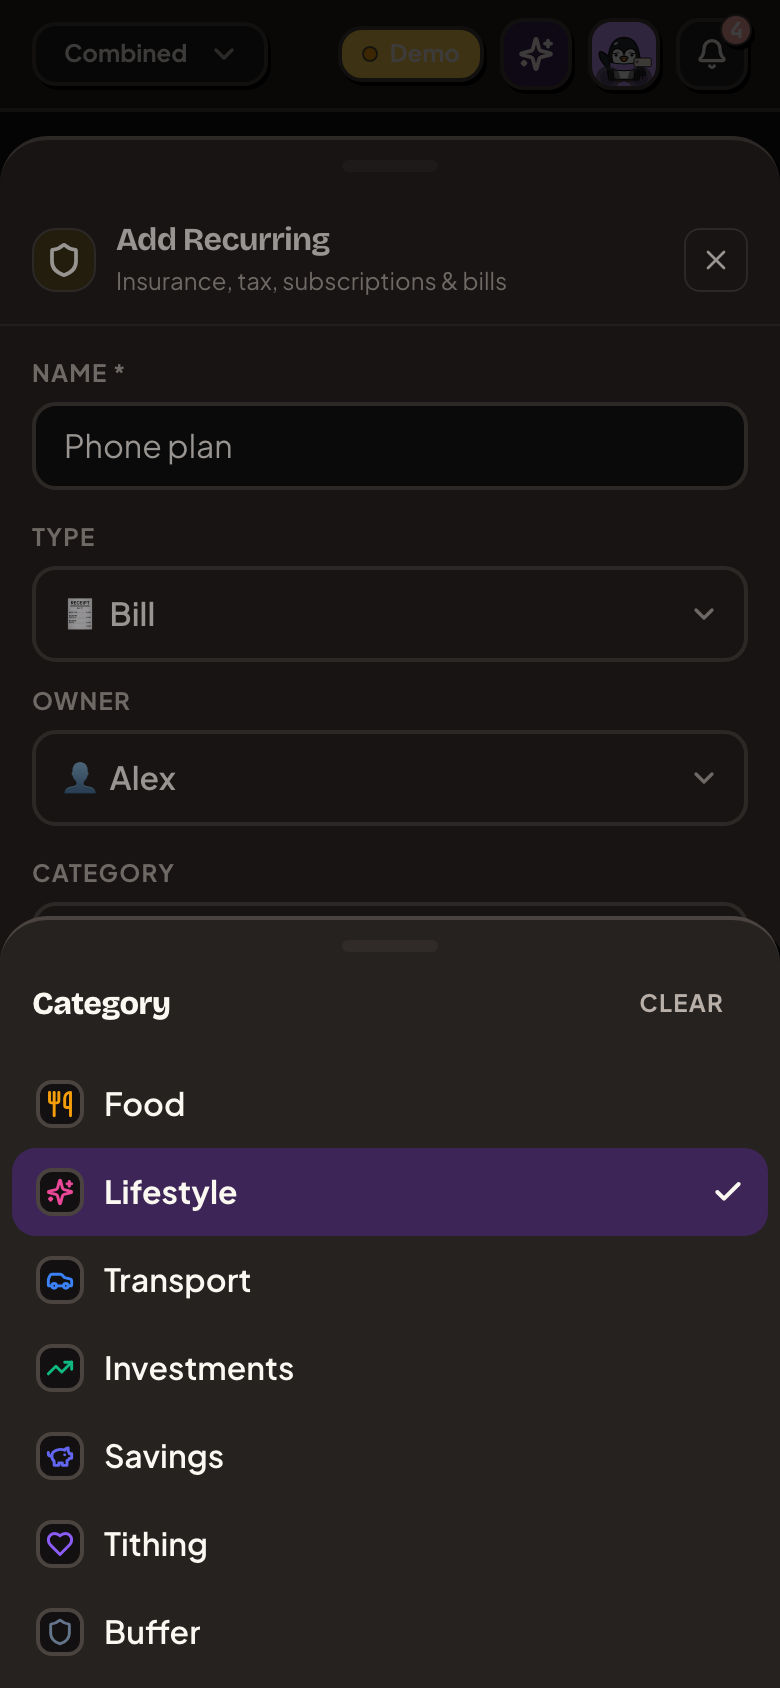 Combined
Demo
4
Add Recurring
Insurance, tax, subscriptions & bills
NAME *
Phone plan
TYPE
Bill
OWNER
Alex
CATEGORY
Category
CLEAR
Food
Lifestyle
Transport
Investments
Savings
Tithing
Buffer